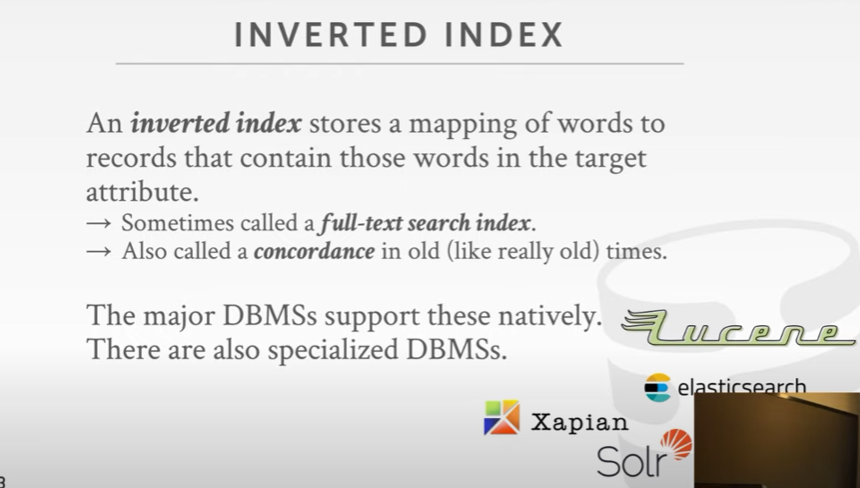 INVERTED INDEX
An inverted index stores a mapping of words to
records that contain those words in the target
attribute.
→ Sometimes called a full-text search index.
→ Also called a concordance in old (like really old) times.
The major DBMSs support these natively.
There are also specialized DBMSs.
Lucene
elasticsearch
Xapian
Solr
3